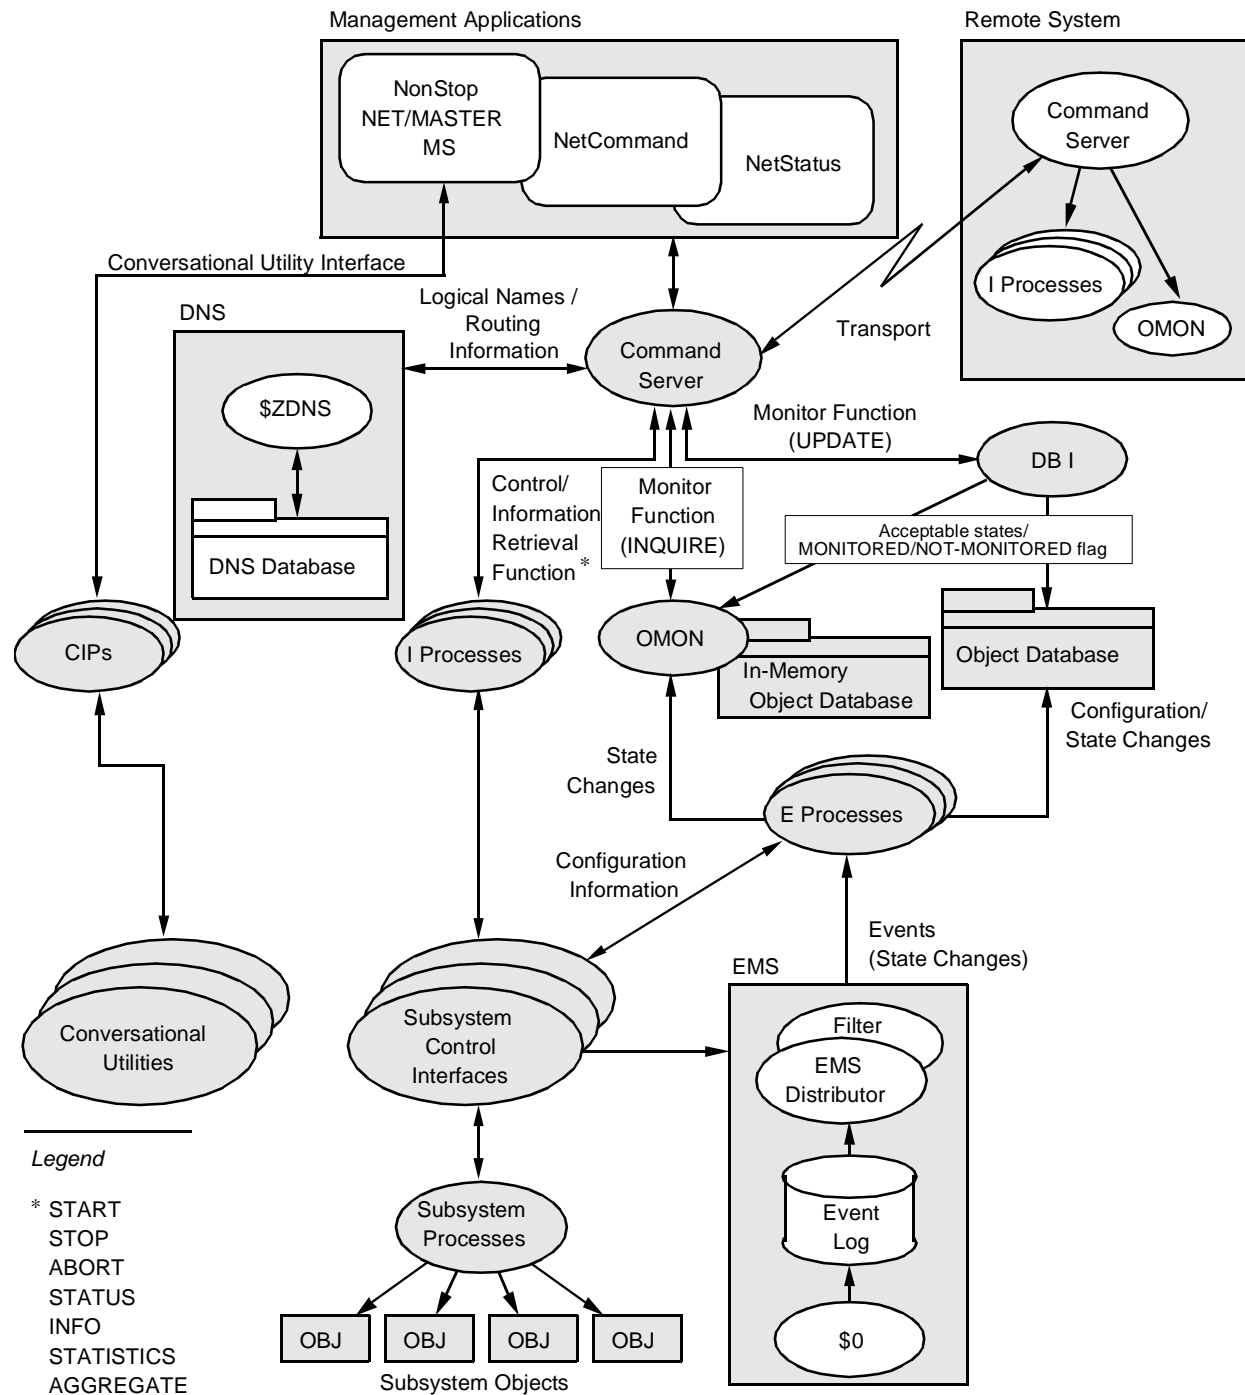 Management Applications
Remote System
NonStop
NET/MASTER
MS
NetCommand
NetStatus
Command
Server
I Processes
OMON
Conversational Utility Interface
DNS
Logical Names /
Routing
Information
Command
Server
Transport
$ZDNS
DNS Database
Monitor Function
(UPDATE)
DB I
Control/
Information
Retrieval
Function *
Monitor
Function
(INQUIRE)
Acceptable states/
MONITORED/NOT-MONITORED flag
CIPs
I Processes
OMON
In-Memory
Object Database
Object Database
Configuration/
State Changes
State
Changes
E Processes
Configuration
Information
Events
(State Changes)
EMS
Conversational
Utilities
Subsystem
Control
Interfaces
Filter
EMS
Distributor
Event
Log
$0
Legend
* START
STOP
ABORT
STATUS
INFO
STATISTICS
AGGREGATE
Subsystem
Processes
OBJ
OBJ
OBJ
OBJ
Subsystem Objects